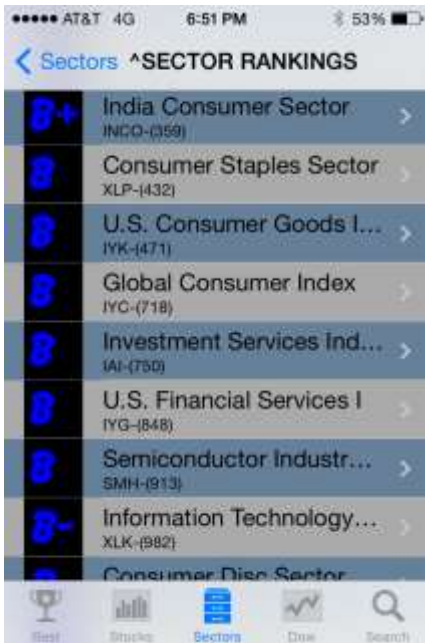 AT&T 4G 6:51 PM 53%
Sectors ^SECTOR RANKINGS
B+ India Consumer Sector
INCO-(359)
B Consumer Staples Sector
XLP-(432)
B U.S. Consumer Goods I...
IYK-(471)
B Global Consumer Index
IYC-(718)
B Investment Services Ind...
IAI-(750)
B U.S. Financial Services I
IYG-(848)
B Semiconductor Industr...
SMH-(913)
B- Information Technology...
XLK-(982)
Consumer Disc Sector
Best Stocks Sectors Dow Search